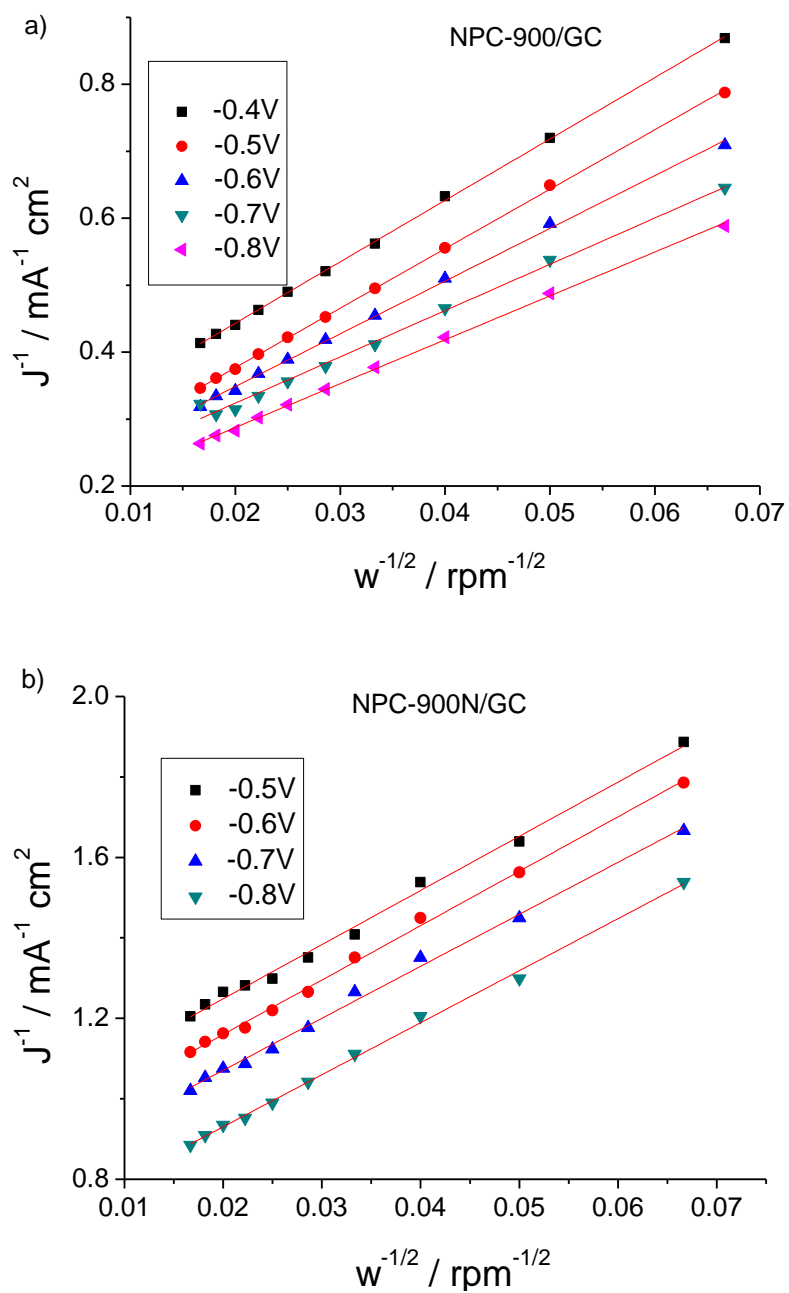 a)
NPC-900/GC
-0.4V
-0.5V
-0.6V
-0.7V
-0.8V
0.8
0.6
0.4
0.2
J⁻¹ / mA⁻¹ cm²
0.01 0.02 0.03 0.04 0.05 0.06 0.07
w⁻¹/² / rpm⁻¹/²
b)
NPC-900N/GC
-0.5V
-0.6V
-0.7V
-0.8V
2.0
1.6
1.2
0.8
J⁻¹ / mA⁻¹ cm²
0.01 0.02 0.03 0.04 0.05 0.06 0.07
w⁻¹/² / rpm⁻¹/²